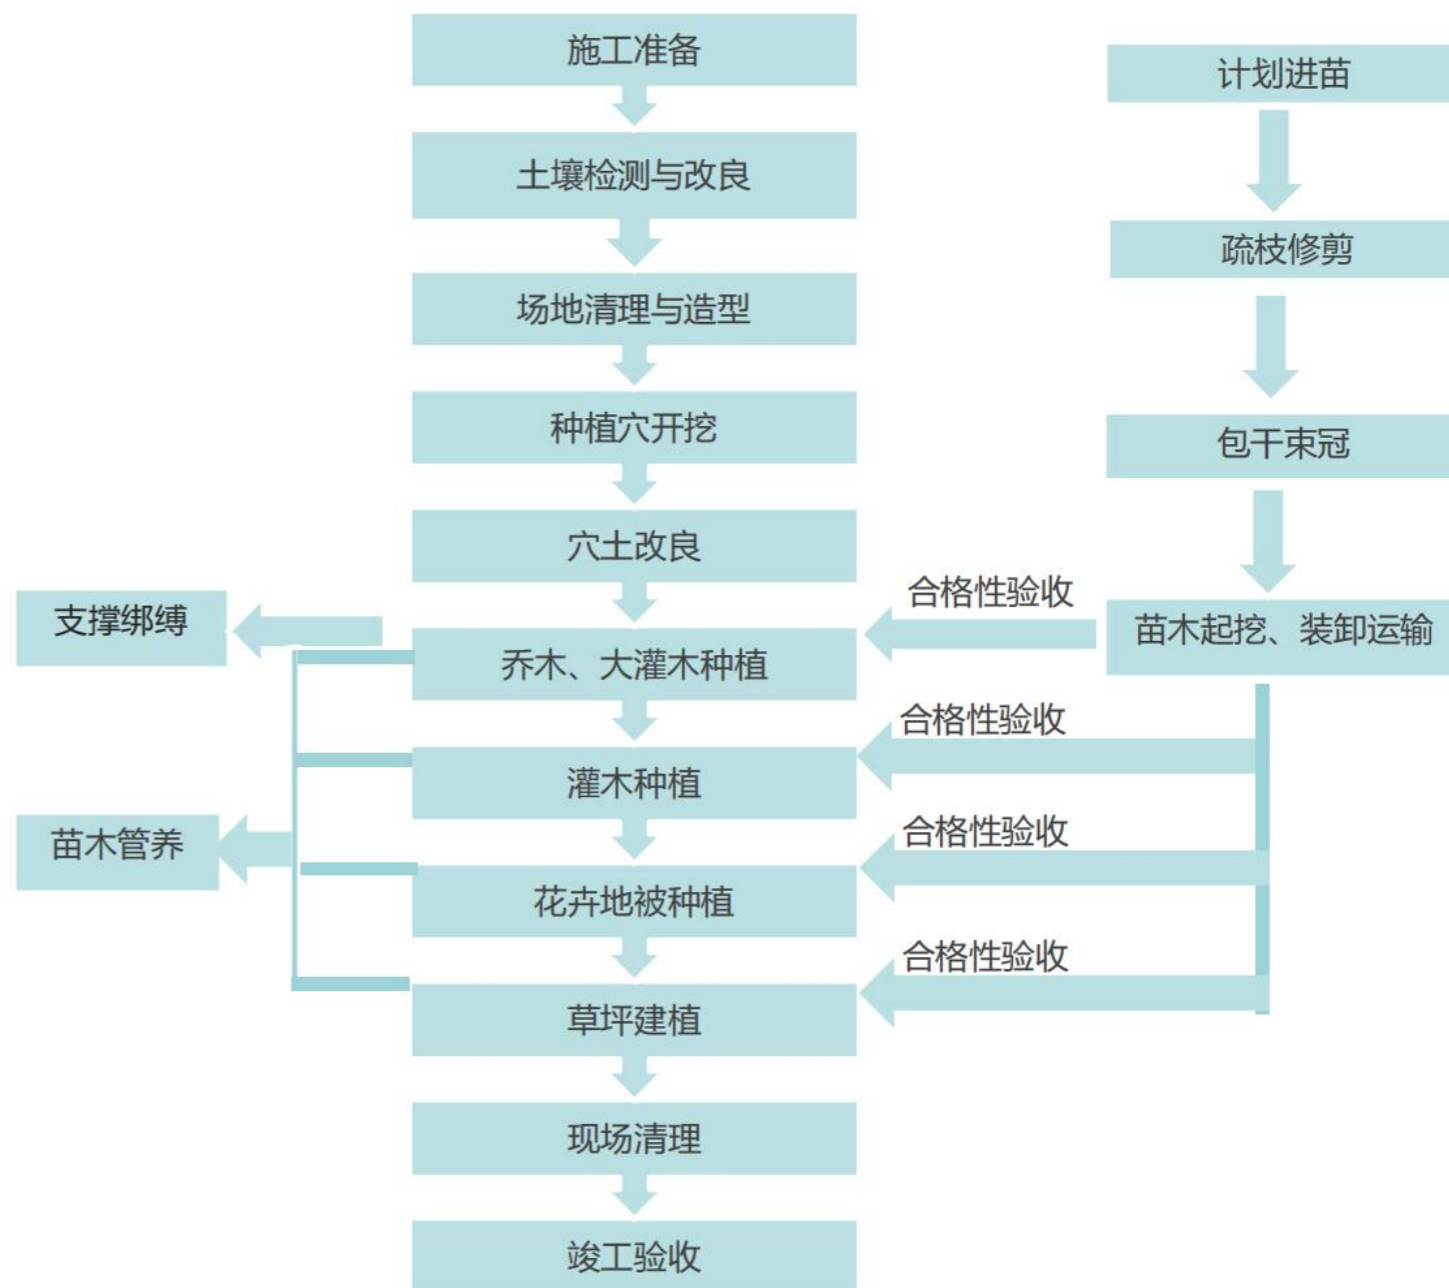 施工准备
计划进苗
土壤检测与改良
疏枝修剪
场地清理与造型
种植穴开挖
包干束冠
穴土改良
合格性验收
支撑绑缚
苗木起挖、装卸运输
乔木、大灌木种植
合格性验收
灌木种植
合格性验收
苗木管养
花卉地被种植
合格性验收
草坪建植
现场清理
竣工验收